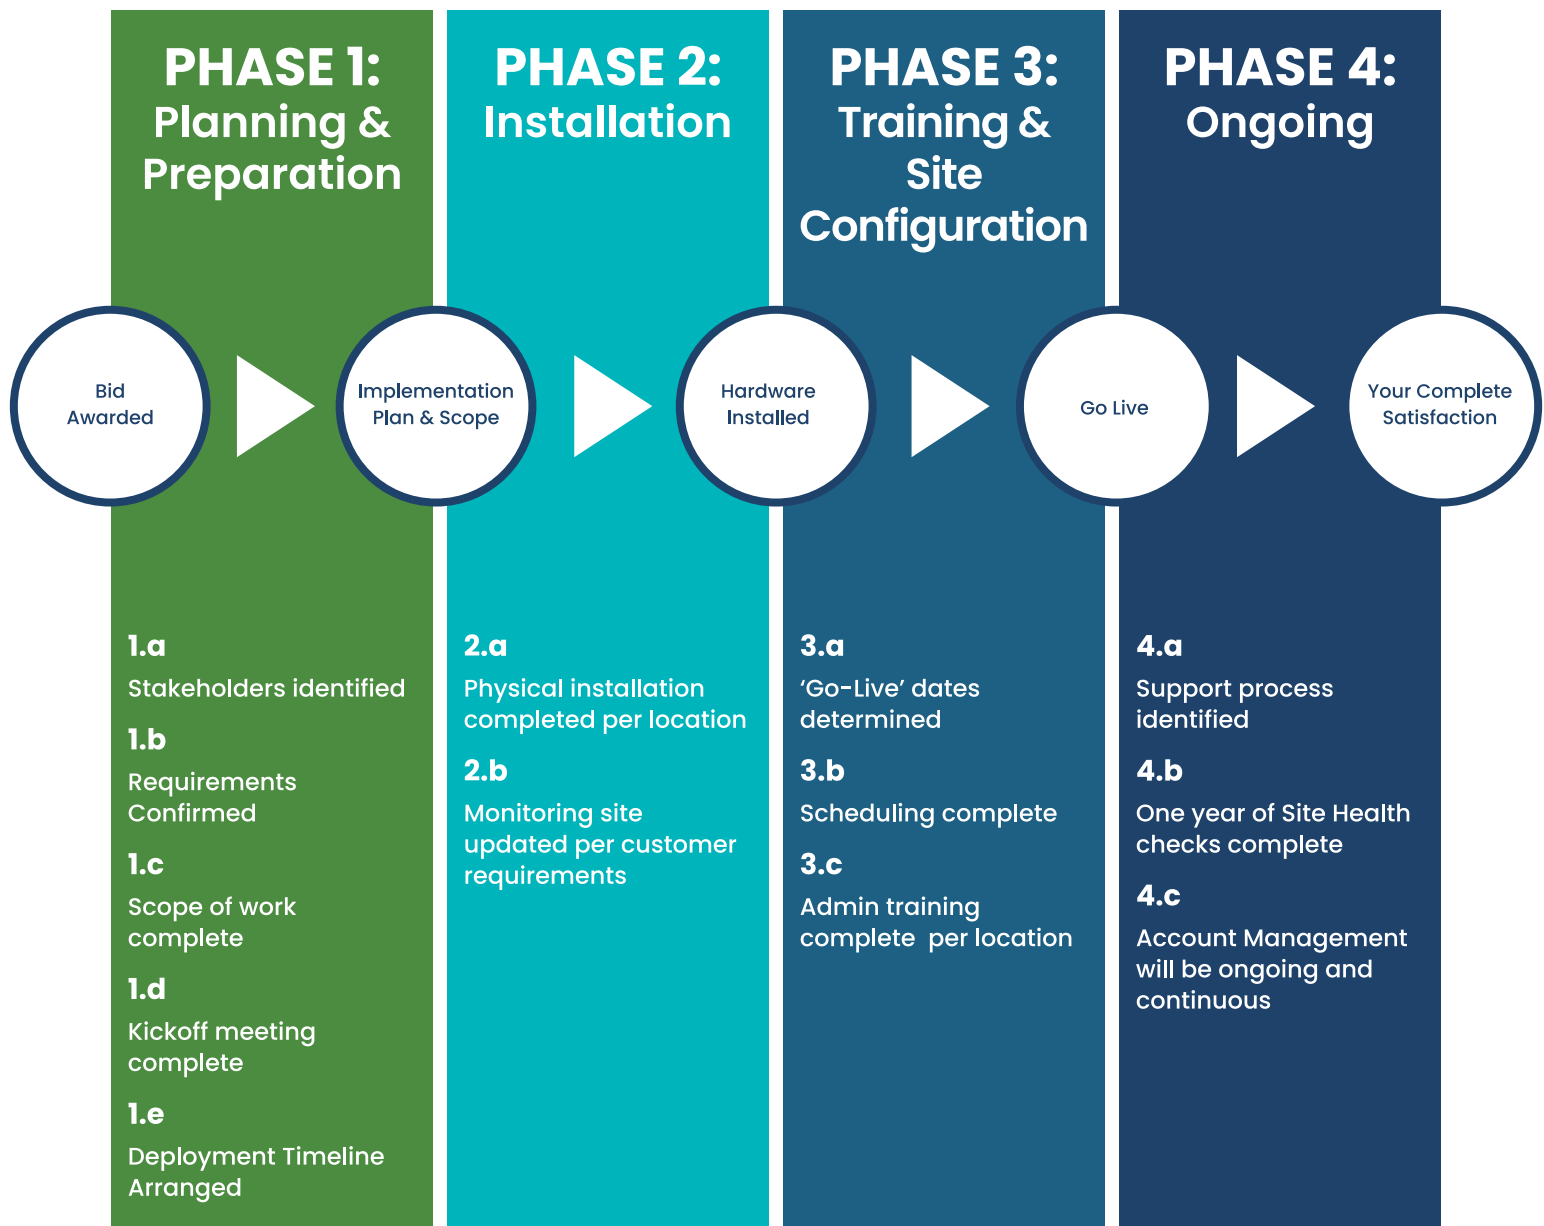 PHASE 1:
Planning &
Preparation
PHASE 2:
Installation
PHASE 3:
Training &
Site
Configuration
PHASE 4:
Ongoing
Bid
Awarded
Implementation
Plan & Scope
Hardware
Installed
Go Live
Your Complete
Satisfaction
1.a
Stakeholders identified
1.b
Requirements
Confirmed
1.c
Scope of work
complete
1.d
Kickoff meeting
complete
1.e
Deployment Timeline
Arranged
2.a
Physical installation
completed per location
2.b
Monitoring site
updated per customer
requirements
3.a
‘Go-Live’ dates
determined
3.b
Scheduling complete
3.c
Admin training
complete  per location
4.a
Support process
identified
4.b
One year of Site Health
checks complete
4.c
Account Management
will be ongoing and
continuous